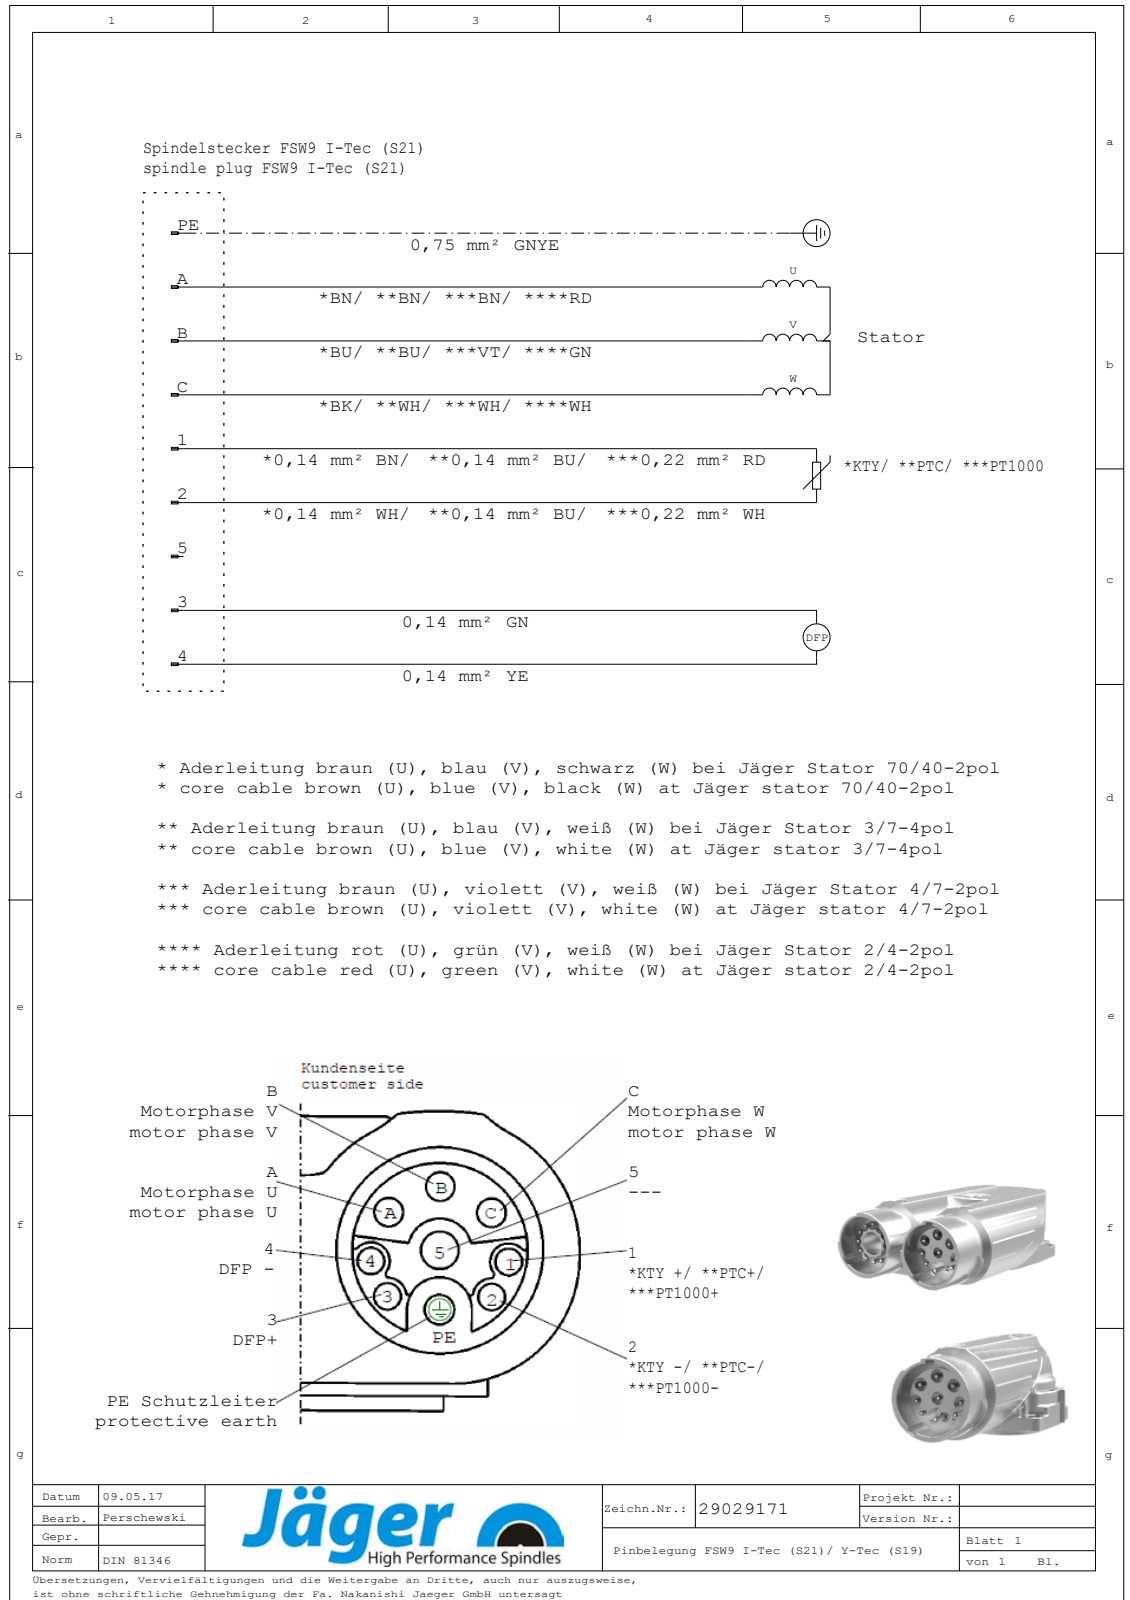 1 2 3 4 5 6
a a
Spindelstecker FSW9 I-Tec (S21)
spindle plug FSW9 I-Tec (S21)
PE
0,75 mm² GNYE
A
U
*BN/ **BN/ ***BN/ ****RD
B
V
Stator
*BU/ **BU/ ***VT/ ****GN
b b
C
W
*BK/ **WH/ ***WH/ ****WH
1
*0,14 mm² BN/ **0,14 mm² BU/ ***0,22 mm² RD
*KTY/ **PTC/ ***PT1000
2
*0,14 mm² WH/ **0,14 mm² BU/ ***0,22 mm² WH
5
c c
3
0,14 mm² GN
DFP
4
0,14 mm² YE
* Aderleitung braun (U), blau (V), schwarz (W) bei Jäger Stator 70/40-2pol
* core cable brown (U), blue (V), black (W) at Jäger stator 70/40-2pol
d d
** Aderleitung braun (U), blau (V), weiß (W) bei Jäger Stator 3/7-4pol
** core cable brown (U), blue (V), white (W) at Jäger stator 3/7-4pol
*** Aderleitung braun (U), violett (V), weiß (W) bei Jäger Stator 4/7-2pol
*** core cable brown (U), violett (V), white (W) at Jäger stator 4/7-2pol
**** Aderleitung rot (U), grün (V), weiß (W) bei Jäger Stator 2/4-2pol
**** core cable red (U), green (V), white (W) at Jäger stator 2/4-2pol
e e
Kundenseite
customer side
B
Motorphase V
motor phase V
C
Motorphase W
motor phase W
A
Motorphase U
motor phase U
5
---
4
DFP -
1
*KTY +/ **PTC+/
***PT1000+
3
DFP+
2
*KTY -/ **PTC-/
***PT1000-
PE Schutzleiter
protective earth
B
A C
5
4 1
3 2
PE
f f
g g
Datum 09.05.17
Bearb. Perschewski
Gepr.
Norm DIN 81346
Jäger
High Performance Spindles
Zeichn.Nr.: 29029171
Projekt Nr.:
Version Nr.:
Pinbelegung FSW9 I-Tec (S21)/ Y-Tec (S19)
Blatt 1
von 1 Bl.
Übersetzungen, Vervielfältigungen und die Weitergabe an Dritte, auch nur auszugsweise,
ist ohne schriftliche Gehnehmigung der Fa. Nakanishi Jaeger GmbH untersagt